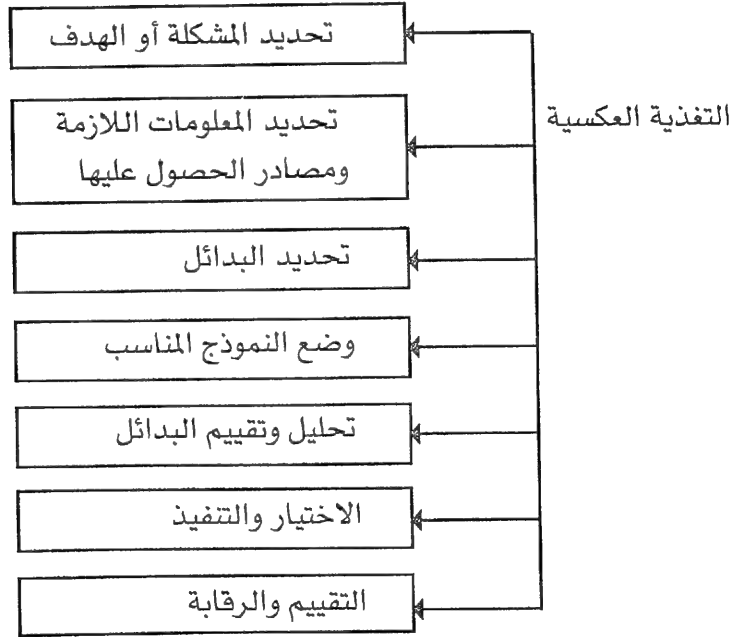 تحديد المشكلة أو الهدف
التغذية العكسية
تحديد المعلومات اللازمة
ومصادر الحصول عليها
تحديد البدائل
وضع النموذج المناسب
تحليل وتقييم البدائل
الاختيار والتنفيذ
التقييم والرقابة